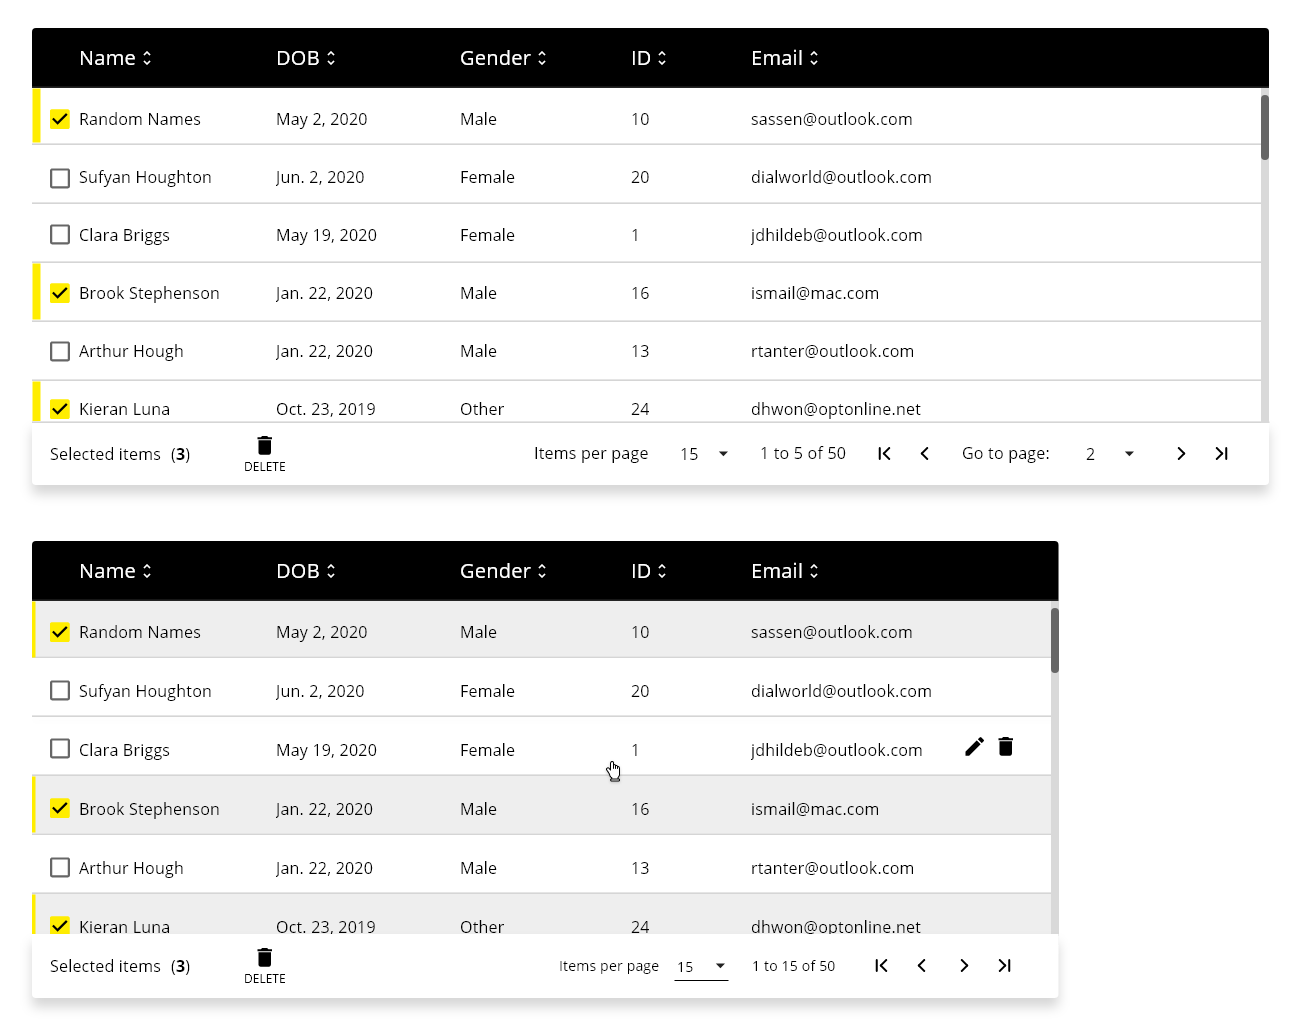 Name DOB Gender ID Email
Random Names May 2, 2020 Male 10 sassen@outlook.com
Sufyan Houghton Jun. 2, 2020 Female 20 dialworld@outlook.com
Clara Briggs May 19, 2020 Female 1 jdhildeb@outlook.com
Brook Stephenson Jan. 22, 2020 Male 16 ismail@mac.com
Arthur Hough Jan. 22, 2020 Male 13 rtanter@outlook.com
Kieran Luna Oct. 23, 2019 Other 24 dhwon@optonline.net
Selected items (3) DELETE Items per page 15 1 to 5 of 50 Go to page: 2
Name DOB Gender ID Email
Random Names May 2, 2020 Male 10 sassen@outlook.com
Sufyan Houghton Jun. 2, 2020 Female 20 dialworld@outlook.com
Clara Briggs May 19, 2020 Female 1 jdhildeb@outlook.com
Brook Stephenson Jan. 22, 2020 Male 16 ismail@mac.com
Arthur Hough Jan. 22, 2020 Male 13 rtanter@outlook.com
Kieran Luna Oct. 23, 2019 Other 24 dhwon@optonline.net
Selected items (3) DELETE Items per page 15 1 to 15 of 50